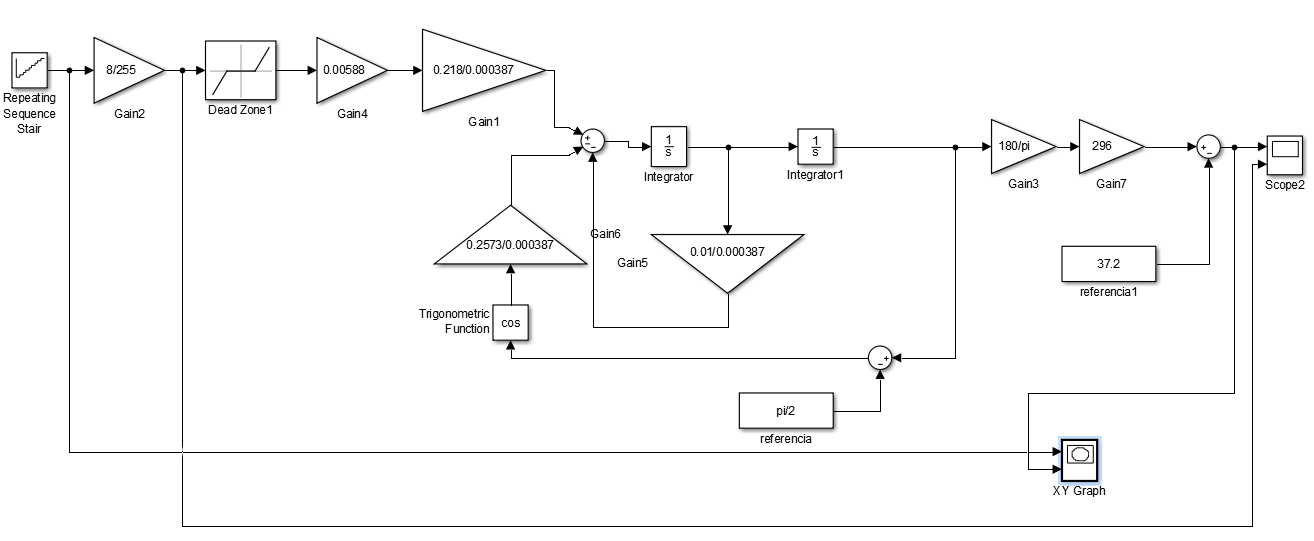 8/255
0.00588
0.218/0.000387
Repeating
Sequence
Stair
Gain2
Dead Zone1
Gain4
Gain1
+
−
−
1
s
Integrator
1
s
Integrator1
180/pi
Gain3
296
Gain7
+
−
Scope2
0.2573/0.000387
Gain6
0.01/0.000387
Gain5
37.2
referencia1
Trigonometric
Function
cos
+
−
pi/2
referencia
XY Graph